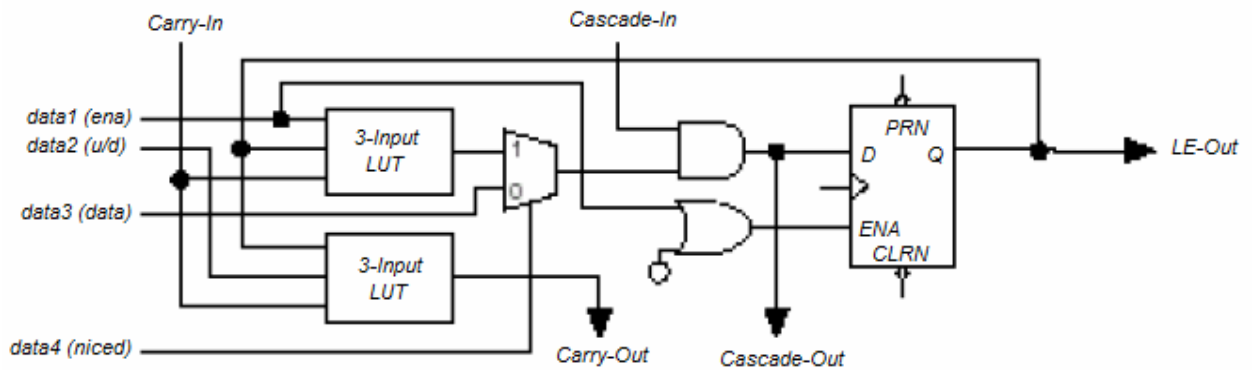 Carry-In
Cascade-In
data1 (ena)
data2 (u/d)
3-Input
LUT
1
0
PRN
D
Q
LE-Out
data3 (data)
ENA
CLRN
3-Input
LUT
data4 (niced)
Carry-Out
Cascade-Out